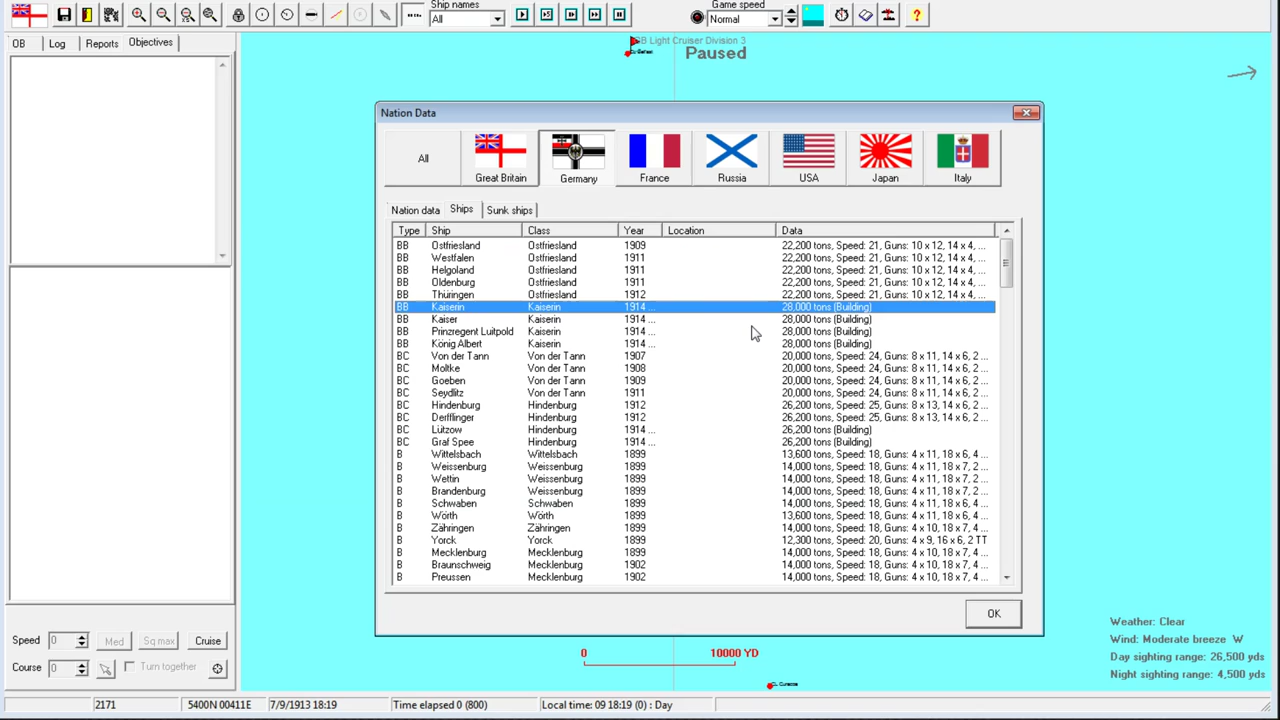 Ship names
All
Game speed
Normal
?
OB Log Reports Objectives
GB Light Cruiser Division 3
Paused
Nation Data
All Great Britain Germany France Russia USA Japan Italy
Nation data Ships Sunk ships
Type Ship Class Year Location Data
BB Ostfriesland Ostfriesland 1909 22,200 tons, Speed: 21, Guns: 10 x 12, 14 x 4, ...
BB Westfalen Ostfriesland 1911 22,200 tons, Speed: 21, Guns: 10 x 12, 14 x 4, ...
BB Helgoland Ostfriesland 1911 22,200 tons, Speed: 21, Guns: 10 x 12, 14 x 4, ...
BB Oldenburg Ostfriesland 1911 22,200 tons, Speed: 21, Guns: 10 x 12, 14 x 4, ...
BB Thüringen Ostfriesland 1912 22,200 tons, Speed: 21, Guns: 10 x 12, 14 x 4, ...
BB Kaiserin Kaiserin 1914 ... 28,000 tons (Building)
BB Kaiser Kaiserin 1914 ... 28,000 tons (Building)
BB Prinzregent Luitpold Kaiserin 1914 ... 28,000 tons (Building)
BB König Albert Kaiserin 1914 ... 28,000 tons (Building)
BC Von der Tann Von der Tann 1907 20,000 tons, Speed: 24, Guns: 8 x 11, 14 x 6, 2 ...
BC Moltke Von der Tann 1908 20,000 tons, Speed: 24, Guns: 8 x 11, 14 x 6, 2 ...
BC Goeben Von der Tann 1909 20,000 tons, Speed: 24, Guns: 8 x 11, 14 x 6, 2 ...
BC Seydlitz Von der Tann 1911 20,000 tons, Speed: 24, Guns: 8 x 11, 14 x 6, 2 ...
BC Hindenburg Hindenburg 1912 26,200 tons, Speed: 25, Guns: 8 x 13, 14 x 6, 2 ...
BC Derfflinger Hindenburg 1912 26,200 tons, Speed: 25, Guns: 8 x 13, 14 x 6, 2 ...
BC Lützow Hindenburg 1914 ... 26,200 tons (Building)
BC Graf Spee Hindenburg 1914 ... 26,200 tons (Building)
B Wittelsbach Wittelsbach 1899 13,600 tons, Speed: 18, Guns: 4 x 11, 18 x 6, 4 ...
B Weissenburg Weissenburg 1899 14,000 tons, Speed: 18, Guns: 4 x 11, 18 x 7, 2 ...
B Wettin Weissenburg 1899 14,000 tons, Speed: 18, Guns: 4 x 11, 18 x 7, 2 ...
B Brandenburg Weissenburg 1899 14,000 tons, Speed: 18, Guns: 4 x 11, 18 x 7, 2 ...
B Schwaben Schwaben 1899 14,000 tons, Speed: 18, Guns: 4 x 11, 18 x 7, 4 ...
B Wörth Wörth 1899 13,600 tons, Speed: 18, Guns: 4 x 11, 18 x 7, 2 ...
B Zähringen Zähringen 1899 14,000 tons, Speed: 18, Guns: 4 x 10, 18 x 7, 2 ...
B Yorck Yorck 1899 12,300 tons, Speed: 20, Guns: 4 x 9, 16 x 6, 2 TT
B Mecklenburg Mecklenburg 1899 14,000 tons, Speed: 18, Guns: 4 x 10, 18 x 7, 4 ...
B Braunschweig Mecklenburg 1902 14,000 tons, Speed: 18, Guns: 4 x 10, 18 x 7, 4 ...
B Preussen Mecklenburg 1902 14,000 tons, Speed: 18, Guns: 4 x 10, 18 x 7, 4 ...
OK
Speed 0 Med Sq max Cruise
Course 0 Turn together
Weather: Clear
Wind: Moderate breeze W
Day sighting range: 26,500 yds
Night sighting range: 4,500 yds
0 10000 YD
2171 5400N 00411E 7/9/1913 18:19 Time elapsed 0 (800) Local time: 09 18:19 (0) : Day